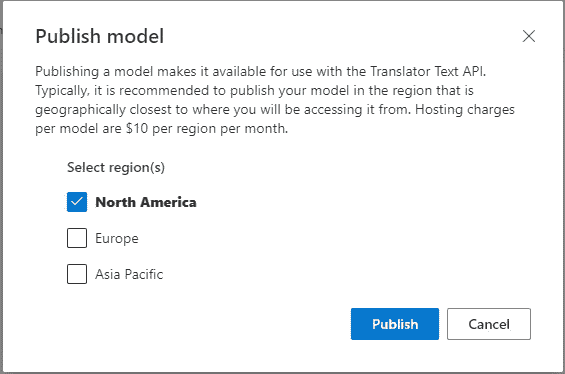 Publish model
Publishing a model makes it available for use with the Translator Text API.
Typically, it is recommended to publish your model in the region that is
geographically closest to where you will be accessing it from. Hosting charges
per model are $10 per region per month.
Select region(s)
North America
Europe
Asia Pacific
Publish
Cancel